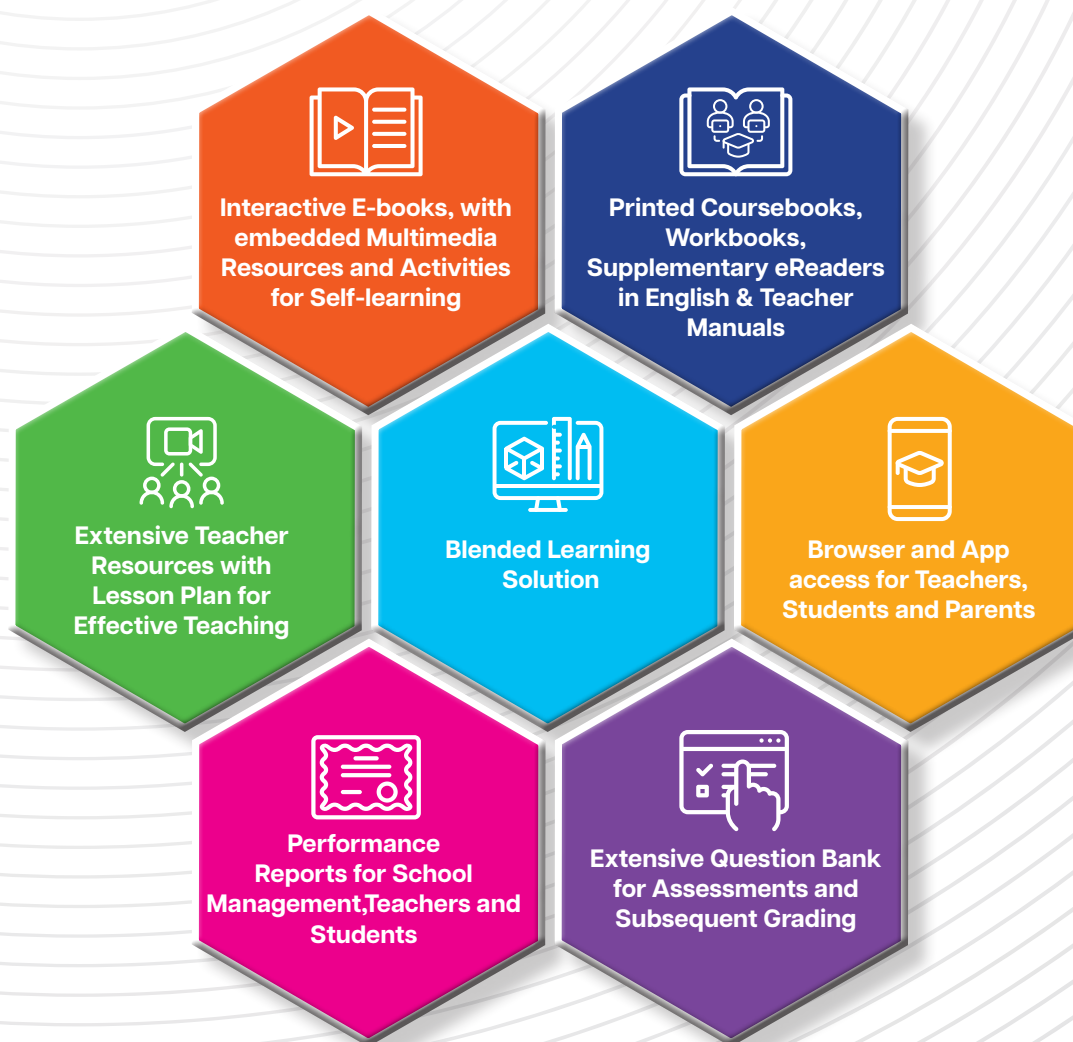 Interactive E-books, with
embedded Multimedia
Resources and Activities
for Self-learning
Printed Coursebooks,
Workbooks,
Supplementary eReaders
in English & Teacher
Manuals
Extensive Teacher
Resources with
Lesson Plan for
Effective Teaching
Blended Learning
Solution
Browser and App
access for Teachers,
Students and Parents
Performance
Reports for School
Management,Teachers and
Students
Extensive Question Bank
for Assessments and
Subsequent Grading